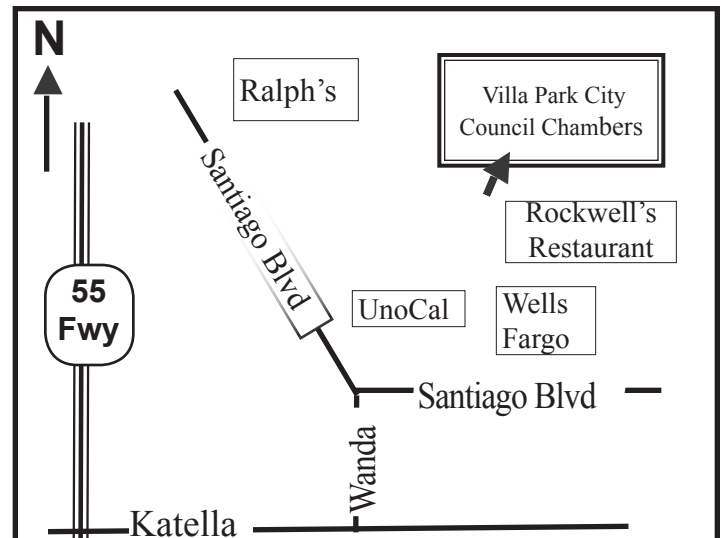 N
Ralph’s
Villa Park City
Council Chambers
Santiago Blvd
Rockwell’s
Restaurant
55
Fwy
UnoCal
Wells
Fargo
Santiago Blvd
Wanda
Katella